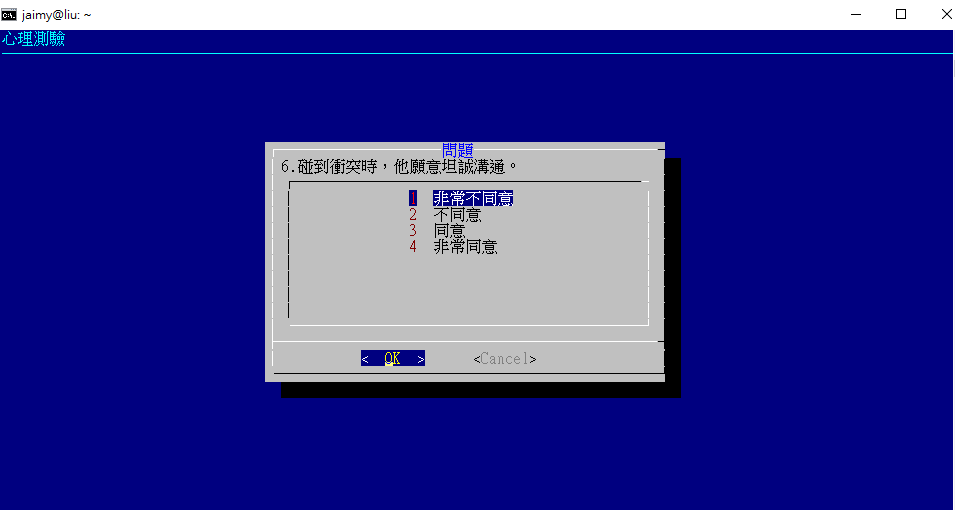 jaimy@liu: ~
心理測驗
問題
6.碰到衝突時，他願意坦誠溝通。
1 非常不同意
2 不同意
3 同意
4 非常同意
< OK > <Cancel>